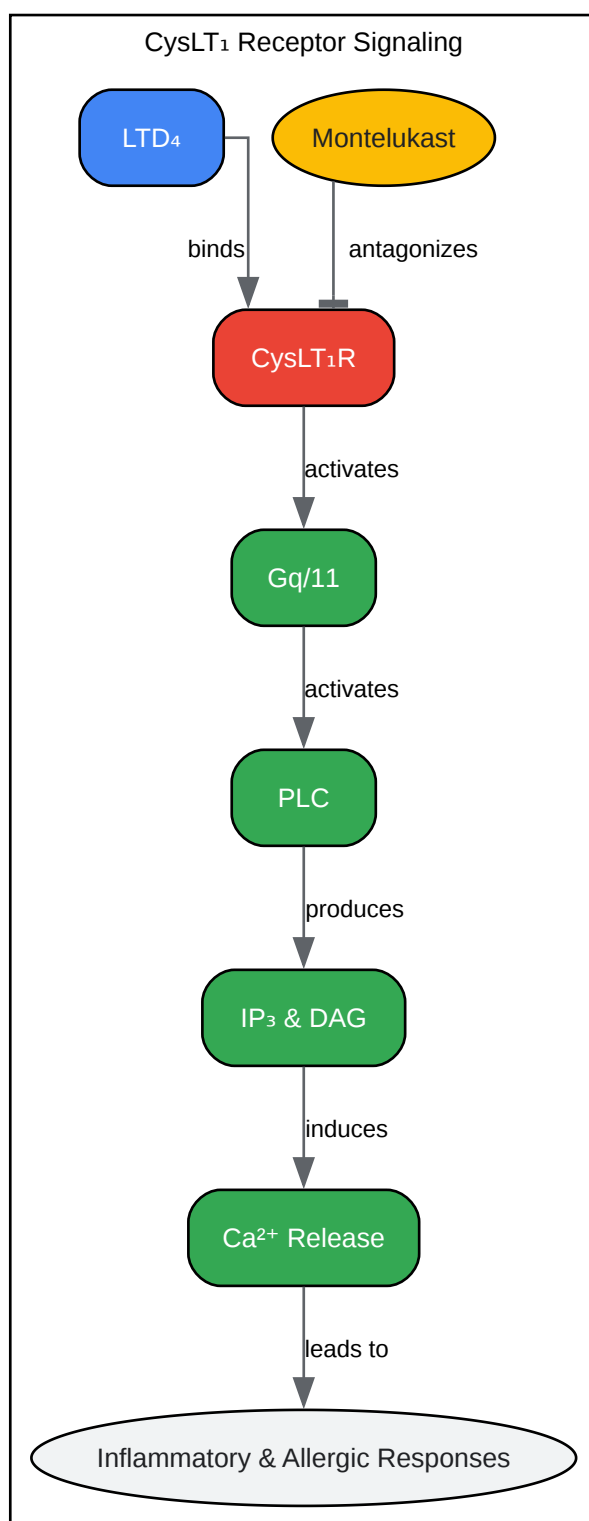 CysLT₁ Receptor Signaling
LTD₄
Montelukast
binds
antagonizes
CysLT₁R
activates
Gq/11
activates
PLC
produces
IP₃ & DAG
induces
Ca²⁺ Release
leads to
Inflammatory & Allergic Responses